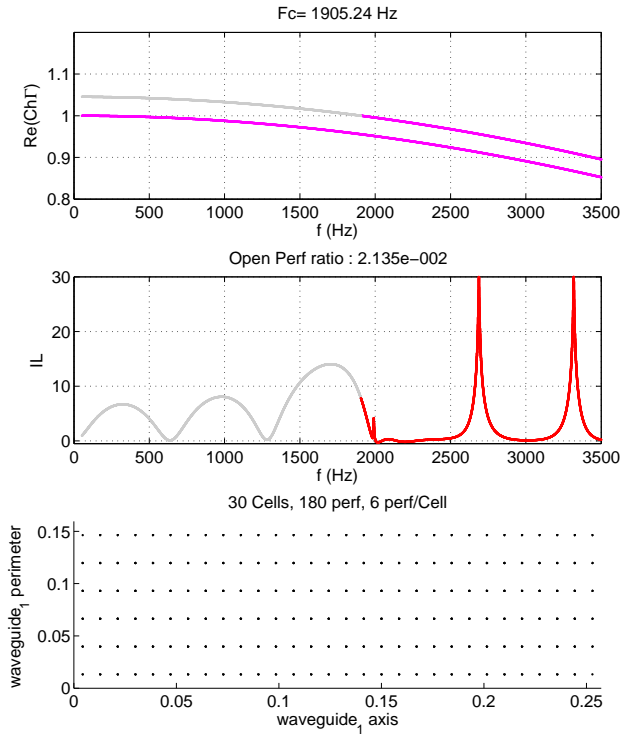 Fc= 1905.24 Hz
1.1
1
0.9
0.8
Re(ChΓ)
0 500 1000 1500 2000 2500 3000 3500
f (Hz)
Open Perf ratio : 2.135e−002
30
20
10
0
IL
0 500 1000 1500 2000 2500 3000 3500
f (Hz)
30 Cells, 180 perf, 6 perf/Cell
0.15
0.1
0.05
0
waveguide1 perimeter
0 0.05 0.1 0.15 0.2 0.25
waveguide1 axis